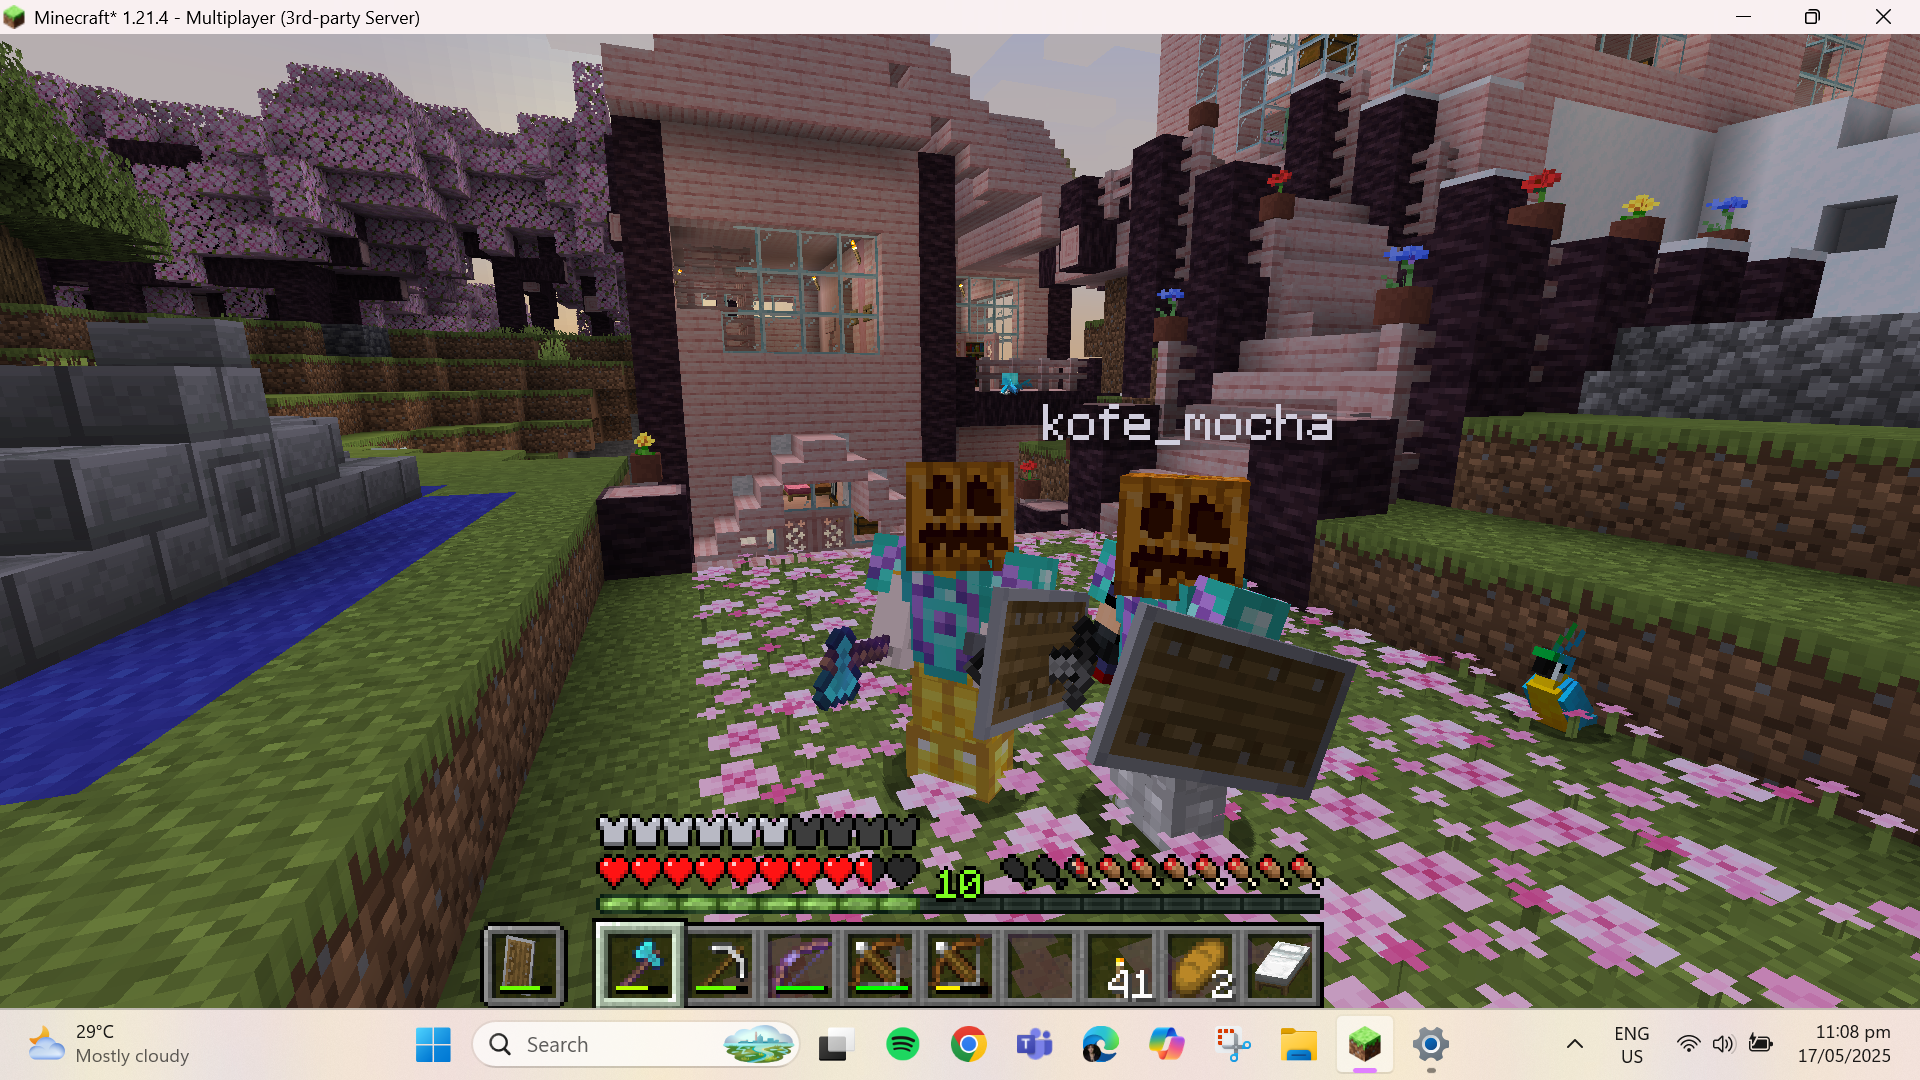 Minecraft* 1.21.4 - Multiplayer (3rd-party Server)
kofe_mocha
10
41
2
29°C
Mostly cloudy
Search
ENG
US
11:08 pm
17/05/2025